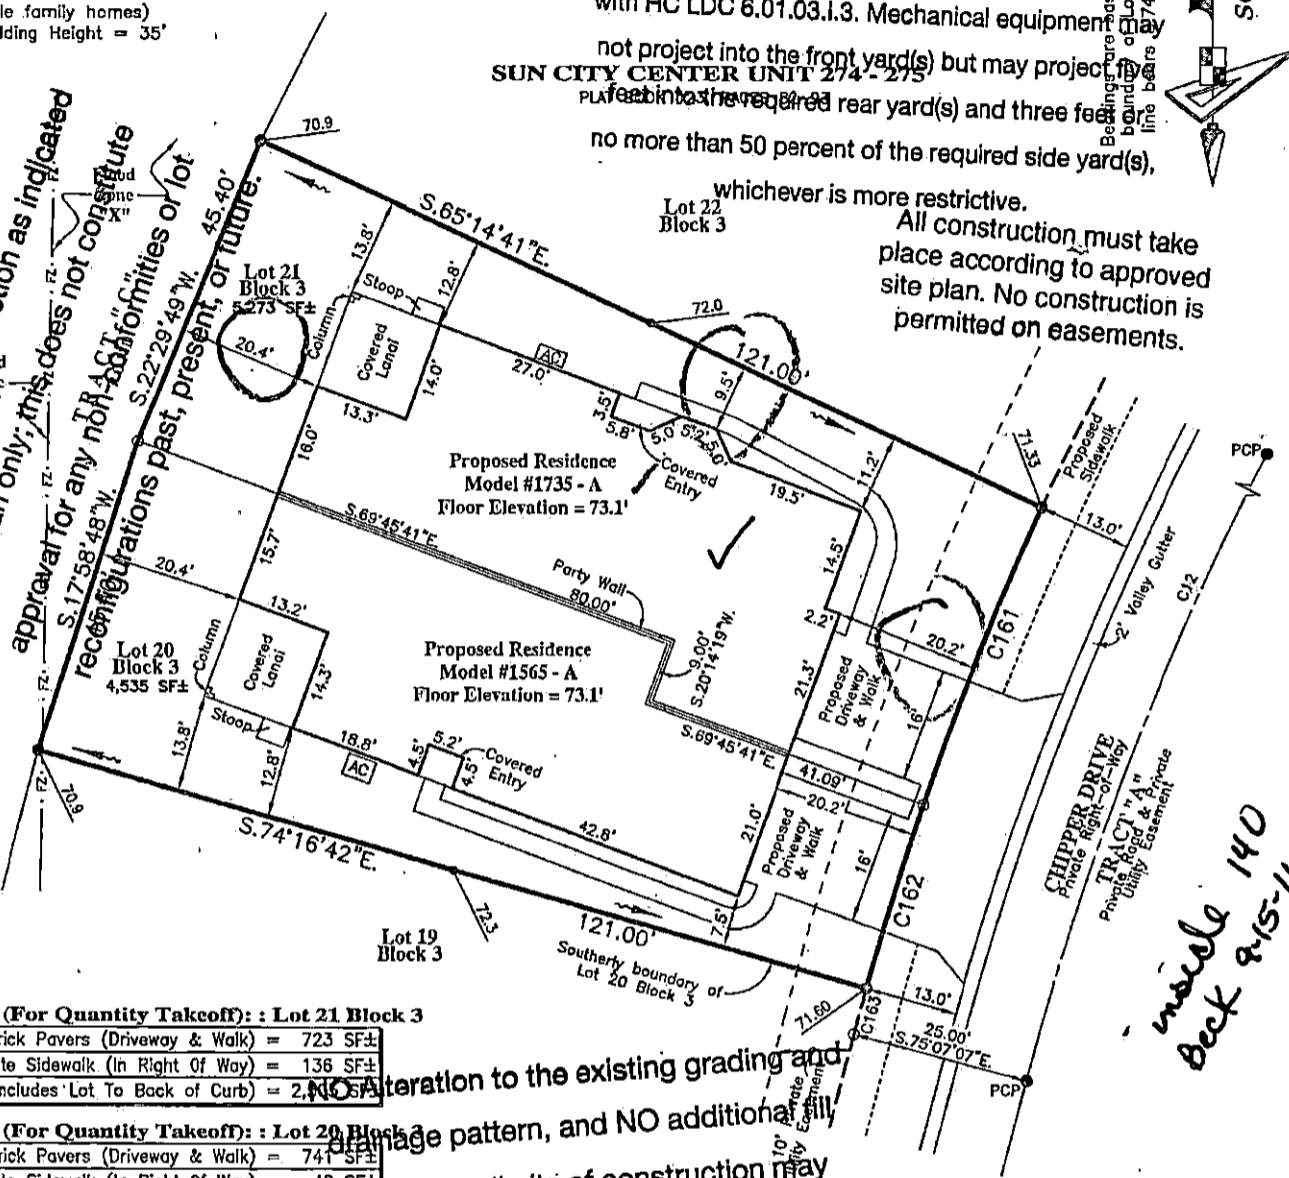 le family homes)
lding Height = 35'
with HC LDC 6.01.03.I.3. Mechanical equipment may
not project into the front yard(s) but may project five
feet into the required rear yard(s) and three feet or
no more than 50 percent of the required side yard(s),
whichever is more restrictive.
SUN CITY CENTER UNIT 274 - 275
All construction must take
place according to approved
site plan. No construction is
permitted on easements.
ction as indicated
only; this does not constitute
approval for any non-conformities or lot
reconfigurations past, present, or future.
TRACT "C"
"X"
FZ
70.9
45.40'
S.22°29'49"W.
S.17°58'48"W.
S.65°14'41"E.
121.00'
72.0
Lot 22
Block 3
Lot 21
Block 3
5,273 SF±
20.4'
13.8'
12.8'
Stoop
Column
Covered
Lanai
14.0'
13.3'
16.0'
AC
27.0'
3.5'
5.8'
5.0'
5.2'
5.0'
9.5'
Covered
Entry
19.5'
11.2'
Proposed Residence
Model #1735 - A
Floor Elevation = 73.1'
14.5'
2.2'
21.3'
Proposed
Driveway
& Walk
20.2'
16'
C161
71.33
Proposed
Sidewalk
13.0'
PCP
2' Valley Gutter
C12
S.69°45'41"E.
Party Wall
80.00'
9.00'
S.20°14'19"W.
S.69°45'41"E.
41.09'
15.7'
20.4'
13.2'
Lot 20
Block 3
4,535 SF±
Column
Covered
Lanai
14.3'
Stoop
13.8'
12.8'
18.8'
AC
4.5'
5.2'
4.5'
Covered
Entry
42.8'
Proposed Residence
Model #1565 - A
Floor Elevation = 73.1'
21.0'
20.2'
Proposed
Driveway
& Walk
16'
7.5'
C162
CHIPPER DRIVE
Private Right-of-Way
TRACT "A"
Private Road & Private
Utility Easement
70.9
S.74°16'42"E.
72.3
121.00'
Lot 19
Block 3
Southerly boundary of
Lot 20 Block 3
71.60
C163
13.0'
25.00'
S.75°07'07"E.
PCP
inside 140
Beck
(For Quantity Takeoff): : Lot 21 Block 3
rick Pavers (Driveway & Walk) = 723 SF±
te Sidewalk (In Right Of Way) = 136 SF±
ncludes Lot To Back of Curb) =
(For Quantity Takeoff): : Lot 20 Block 3
rick Pavers (Driveway & Walk) = 741 SF±
NO Alteration to the existing grading and
drainage pattern, and NO additional fill
of construction may